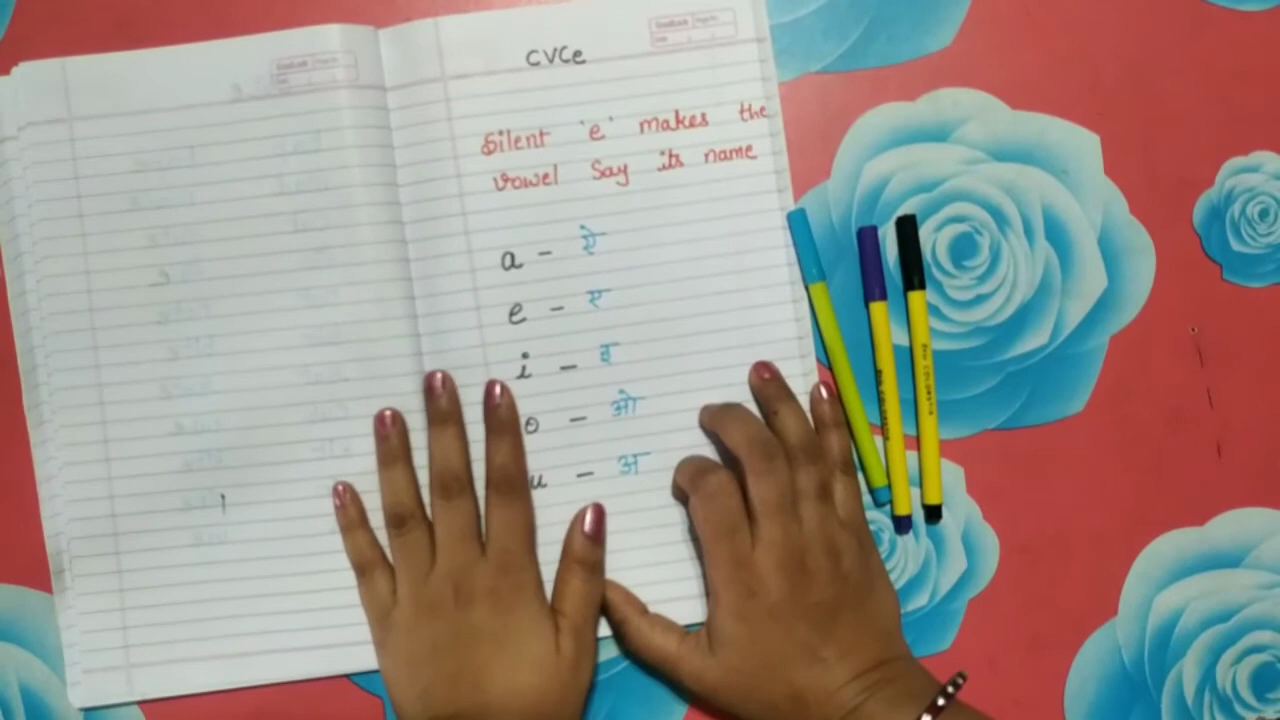 CVCe
Silent 'e' makes the
vowel Say its name
a - ऐ
e - ए
i - इ
o - ओ
u - अ